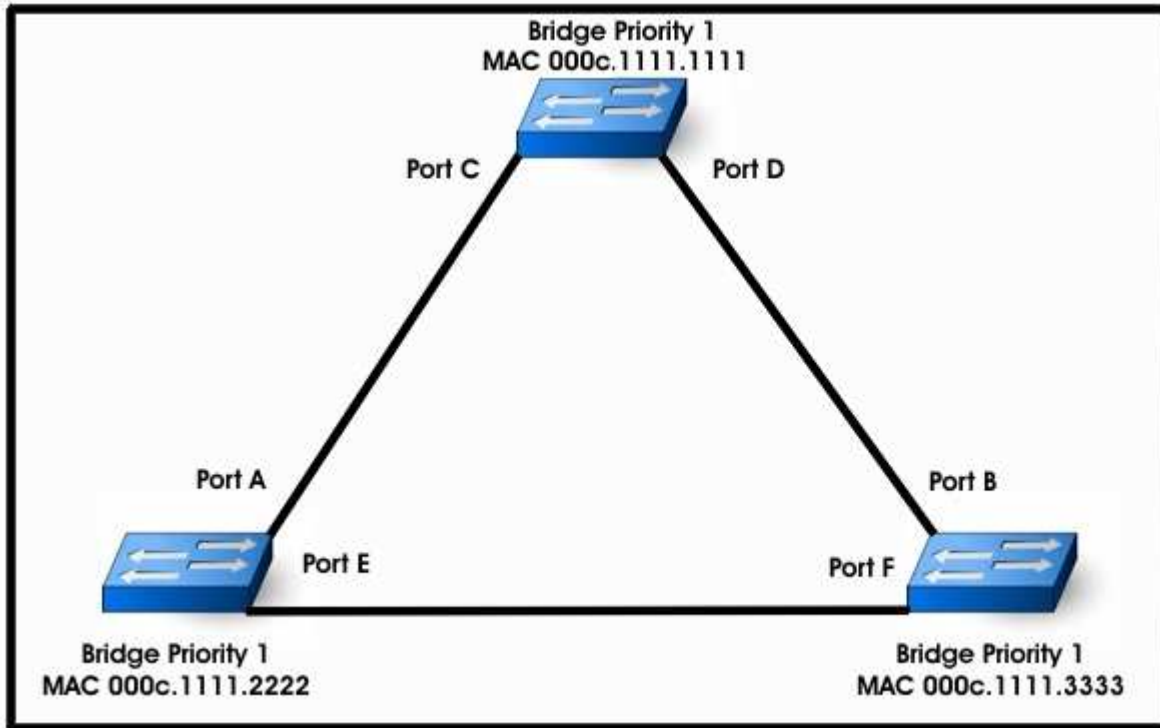 Bridge Priority 1
MAC 000c.1111.1111
Port C
Port D
Port A
Port B
Port E
Port F
Bridge Priority 1
MAC 000c.1111.2222
Bridge Priority 1
MAC 000c.1111.3333